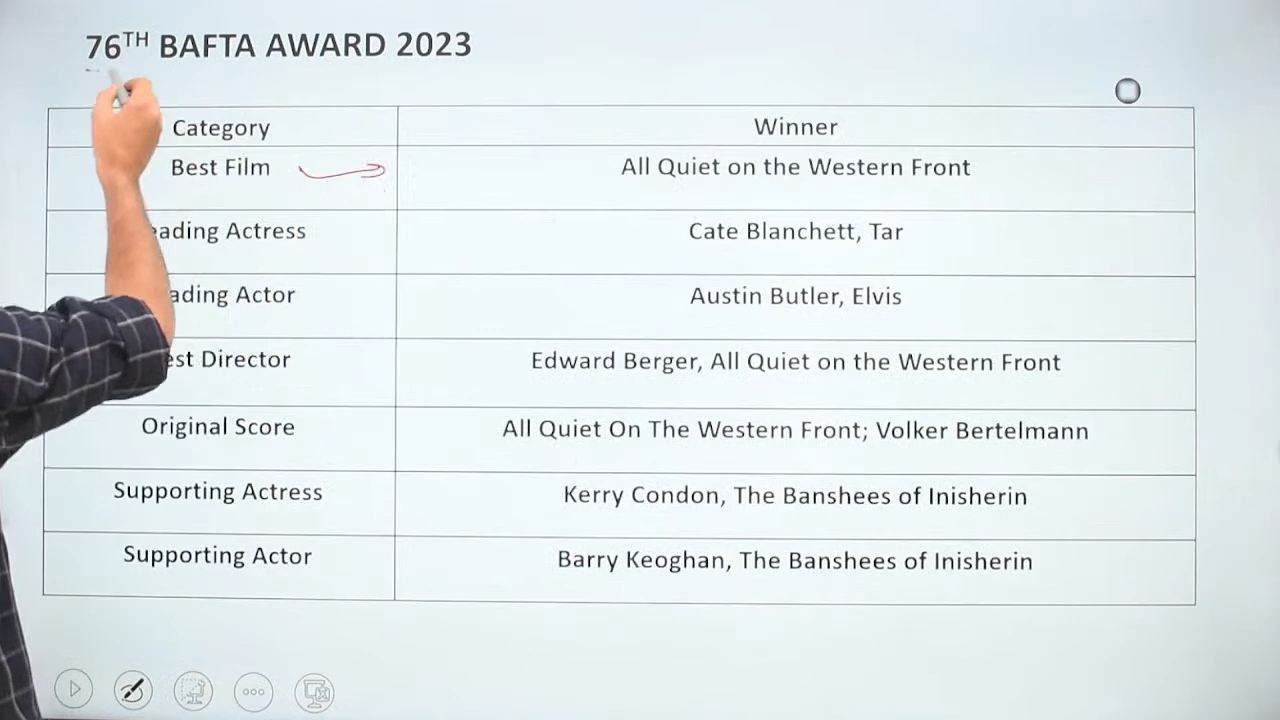 76TH BAFTA AWARD 2023
Category Winner
Best Film All Quiet on the Western Front
eading Actress Cate Blanchett, Tar
ading Actor Austin Butler, Elvis
est Director Edward Berger, All Quiet on the Western Front
Original Score All Quiet On The Western Front; Volker Bertelmann
Supporting Actress Kerry Condon, The Banshees of Inisherin
Supporting Actor Barry Keoghan, The Banshees of Inisherin